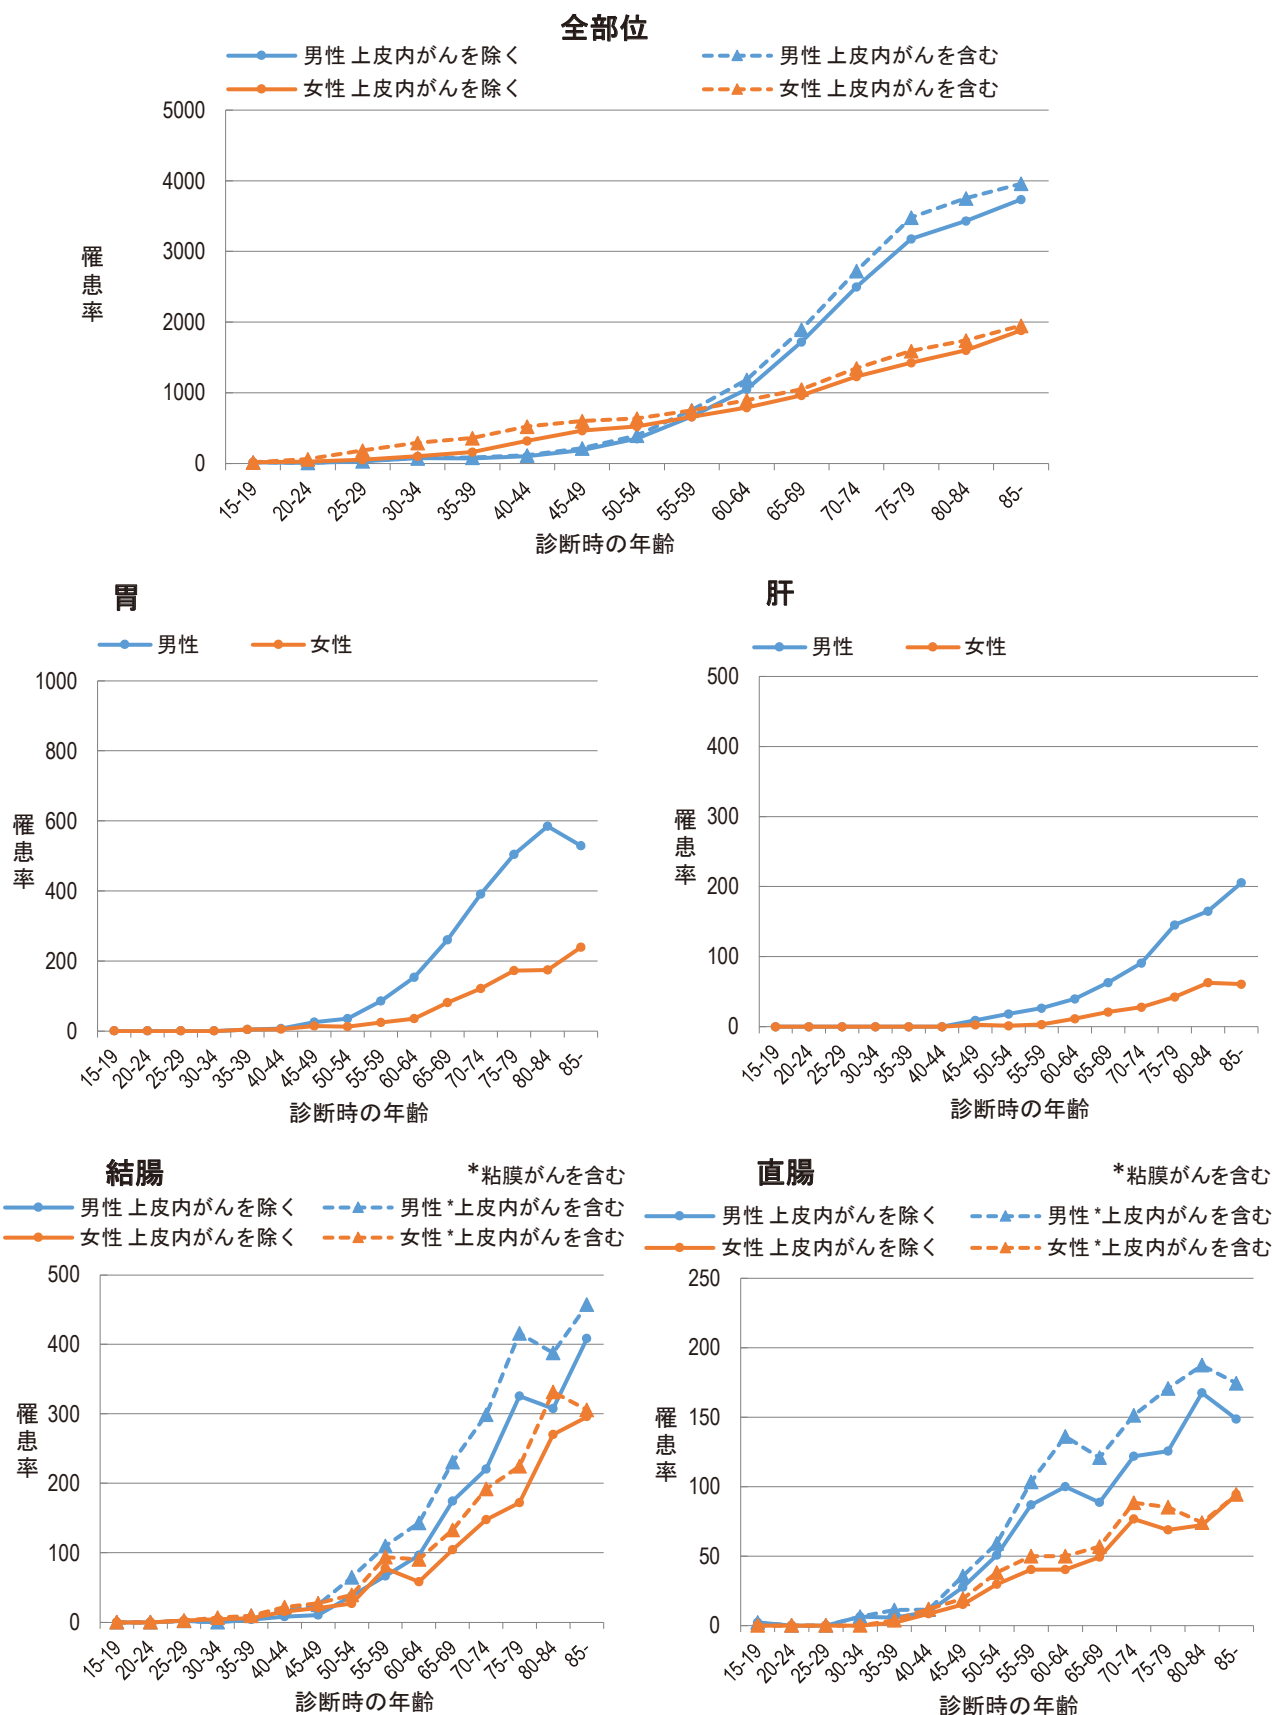 全部位
男性 上皮内がんを除く
男性 上皮内がんを含む
女性 上皮内がんを除く
女性 上皮内がんを含む
5000
4000
3000
2000
1000
0
罹患率
15-19 20-24 25-29 30-34 35-39 40-44 45-49 50-54 55-59 60-64 65-69 70-74 75-79 80-84 85-
診断時の年齢
胃
男性 女性
1000
800
600
400
200
0
罹患率
15-19 20-24 25-29 30-34 35-39 40-44 45-49 50-54 55-59 60-64 65-69 70-74 75-79 80-84 85-
診断時の年齢
肝
男性 女性
500
400
300
200
100
0
罹患率
15-19 20-24 25-29 30-34 35-39 40-44 45-49 50-54 55-59 60-64 65-69 70-74 75-79 80-84 85-
診断時の年齢
結腸
*粘膜がんを含む
男性 上皮内がんを除く
男性 *上皮内がんを含む
女性 上皮内がんを除く
女性 *上皮内がんを含む
500
400
300
200
100
0
罹患率
15-19 20-24 25-29 30-34 35-39 40-44 45-49 50-54 55-59 60-64 65-69 70-74 75-79 80-84 85-
診断時の年齢
直腸
*粘膜がんを含む
男性 上皮内がんを除く
男性 *上皮内がんを含む
女性 上皮内がんを除く
女性 *上皮内がんを含む
250
200
150
100
50
0
罹患率
15-19 20-24 25-29 30-34 35-39 40-44 45-49 50-54 55-59 60-64 65-69 70-74 75-79 80-84 85-
診断時の年齢